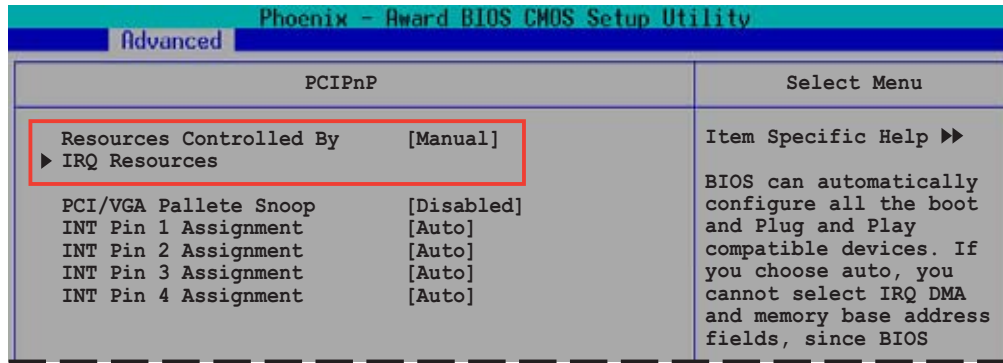 Phoenix - Award BIOS CMOS Setup Utility
Advanced
PCIPnP
Select Menu
Resources Controlled By [Manual]
IRQ Resources
PCI/VGA Pallete Snoop [Disabled]
INT Pin 1 Assignment [Auto]
INT Pin 2 Assignment [Auto]
INT Pin 3 Assignment [Auto]
INT Pin 4 Assignment [Auto]
Item Specific Help
BIOS can automatically
configure all the boot
and Plug and Play
compatible devices. If
you choose auto, you
cannot select IRQ DMA
and memory base address
fields, since BIOS